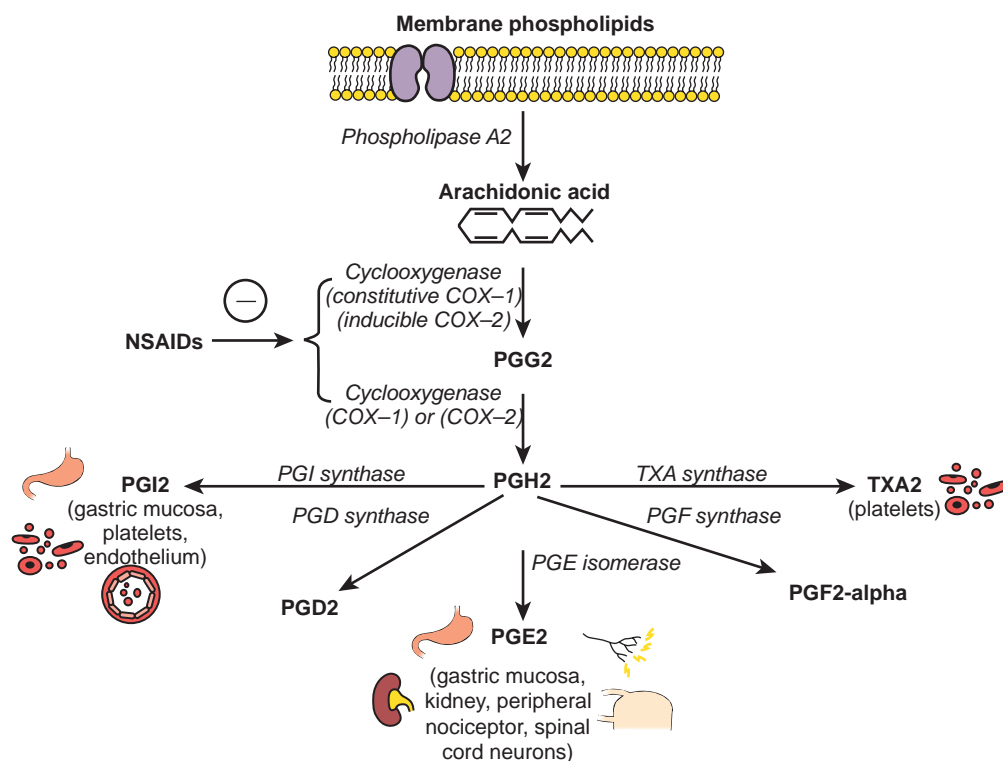 Membrane phospholipids
Phospholipase A2
Arachidonic acid
Cyclooxygenase
(constitutive COX–1)
(inducible COX–2)
—
NSAIDs
PGG2
Cyclooxygenase
(COX–1) or (COX–2)
PGI synthase
PGH2
TXA synthase
PGI2
(gastric mucosa,
platelets,
endothelium)
TXA2
(platelets)
PGD synthase
PGF synthase
PGE isomerase
PGD2
PGF2-alpha
PGE2
(gastric mucosa,
kidney, peripheral
nociceptor, spinal
cord neurons)